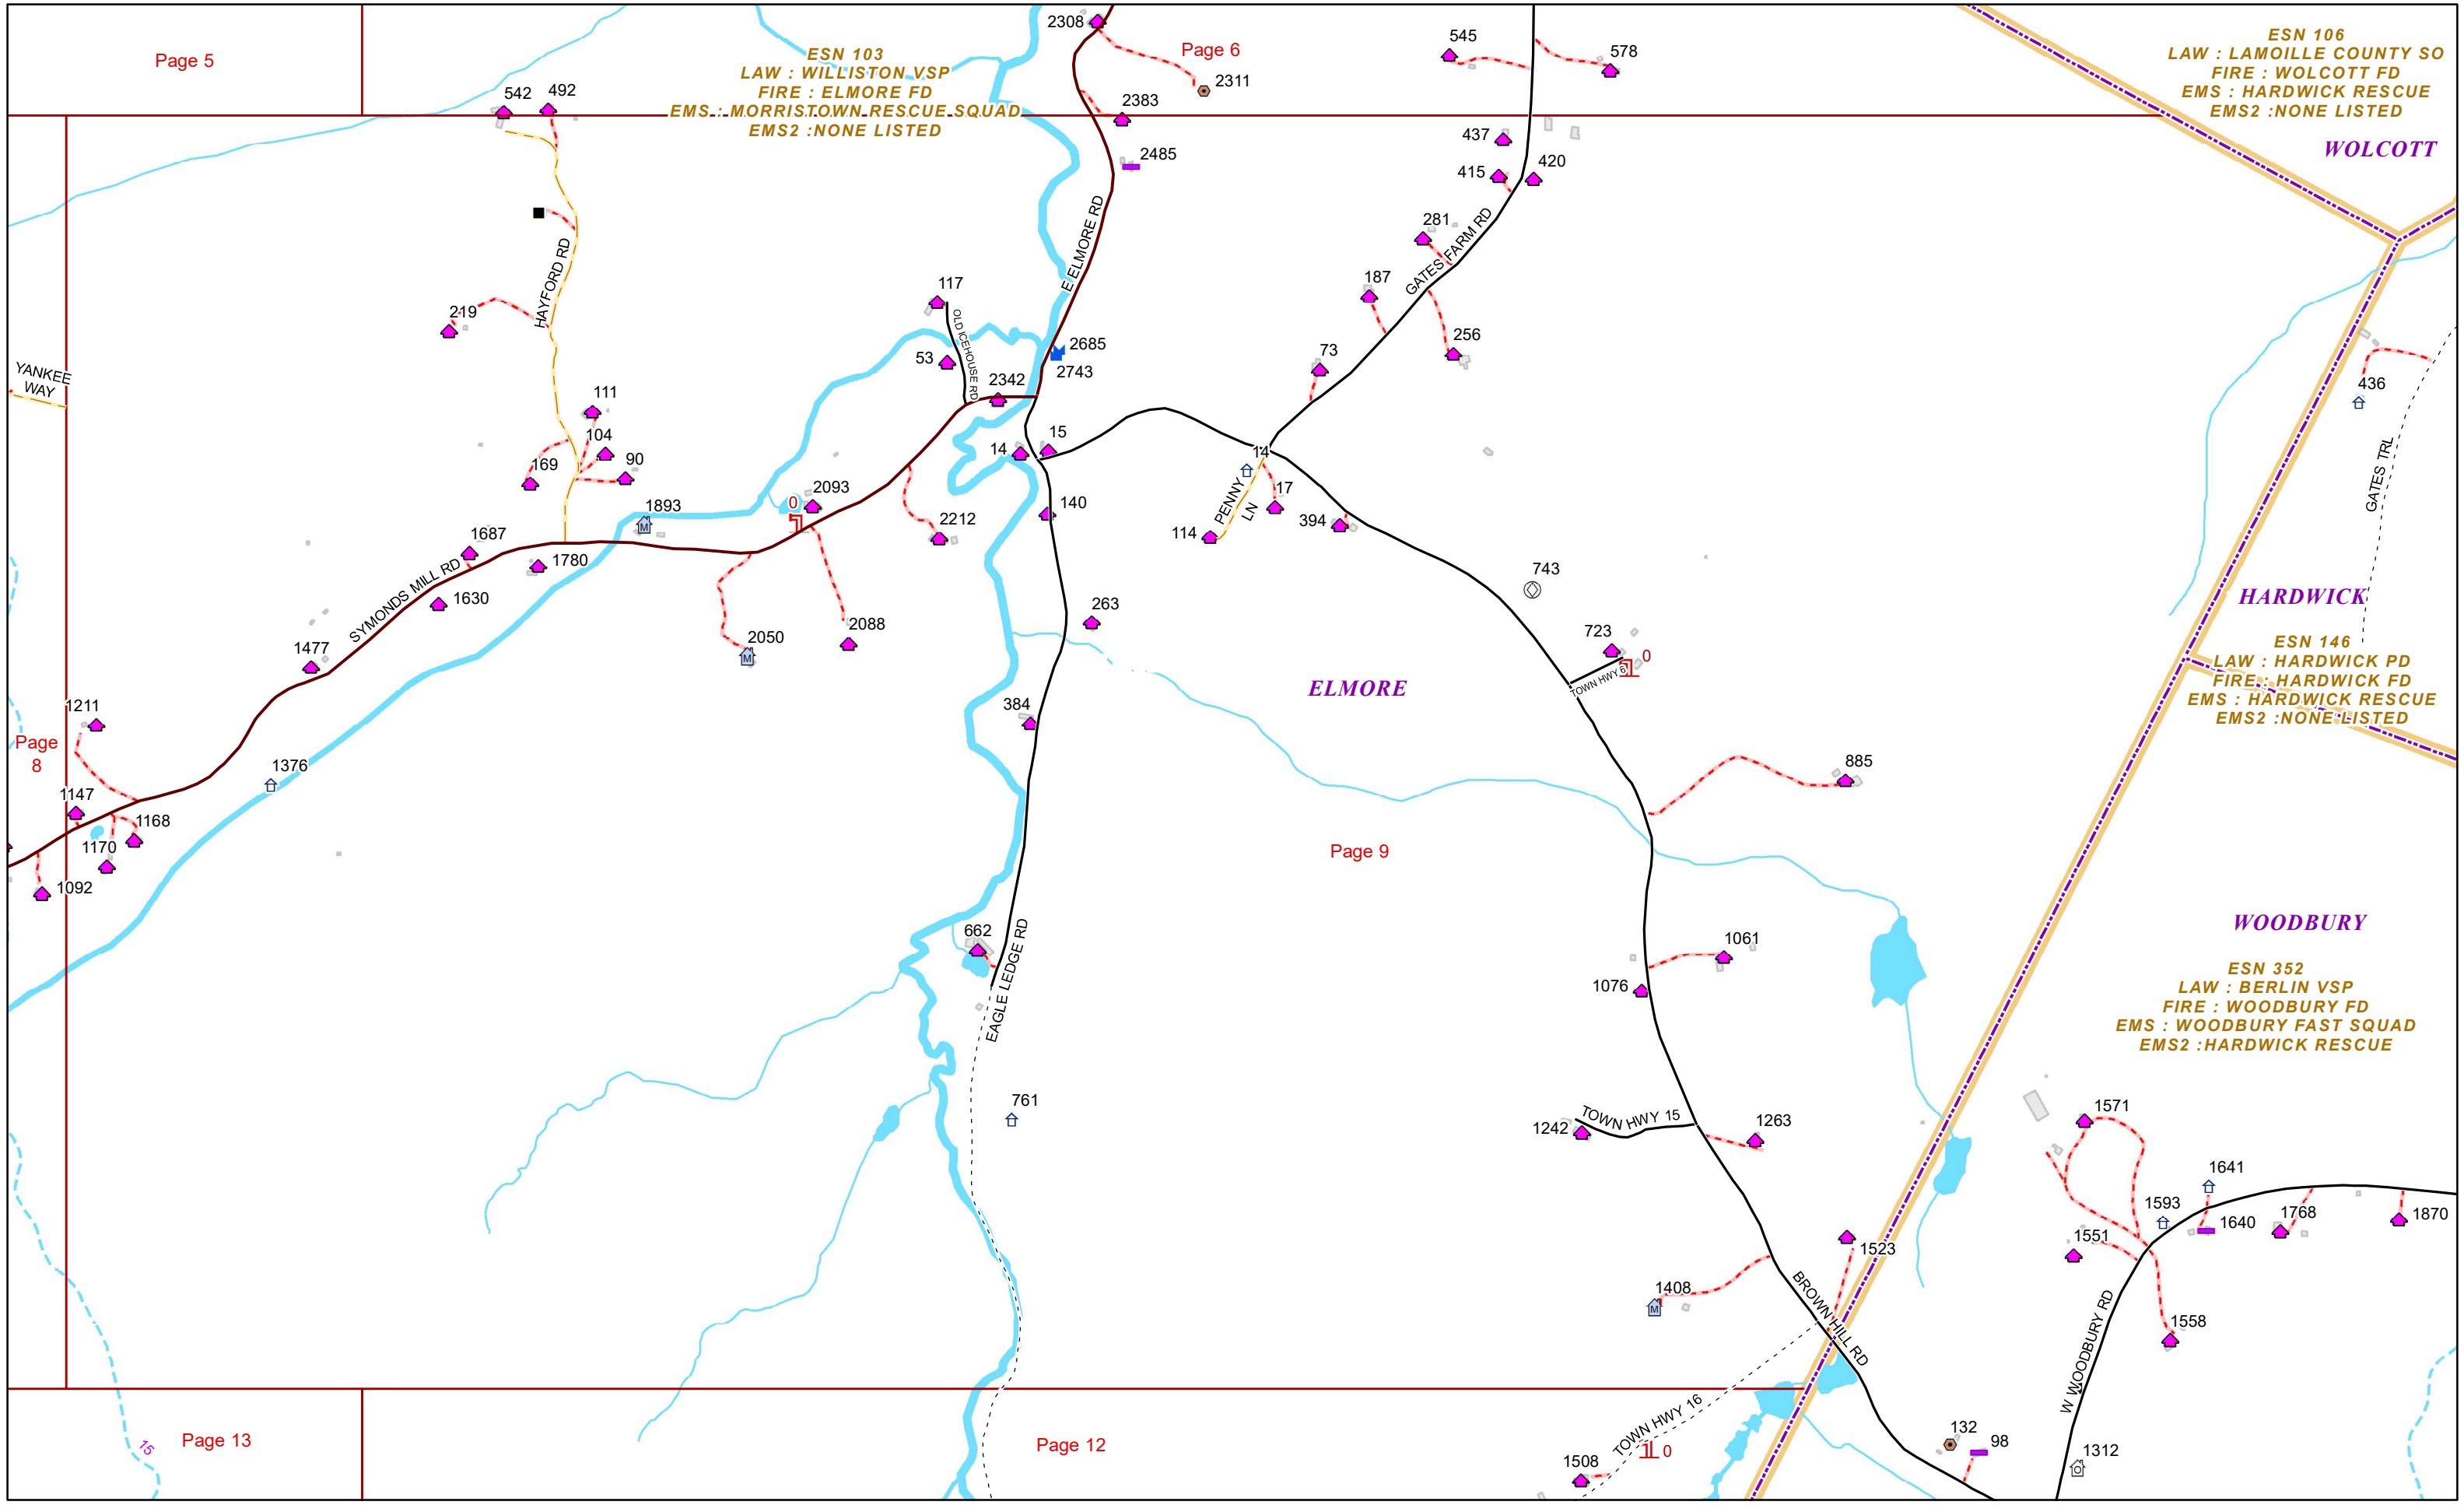 Page 5
ESN 103
LAW : WILLISTON VSP
FIRE : ELMORE FD
EMS : MORRISTOWN RESCUE SQUAD
EMS2 :NONE LISTED
2308
Page 6
2311
545
578
ESN 106
LAW : LAMOILLE COUNTY SO
FIRE : WOLCOTT FD
EMS : HARDWICK RESCUE
EMS2 :NONE LISTED
WOLCOTT
542
492
2383
2485
437
415
420
281
GATES FARM RD
187
256
73
E ELMORE RD
HAYFORD RD
219
117
OLD ICEHOUSE RD
53
2342
2685
2743
YANKEE
WAY
436
GATES TRL
111
104
90
169
14
15
14
PENNY
LN
17
114
394
1893
0
2093
2212
140
1687
1780
SYMONDS MILL RD
1630
1477
2050
2088
263
743
723
0
TOWN HWY 6
HARDWICK
ESN 146
LAW : HARDWICK PD
FIRE : HARDWICK FD
EMS : HARDWICK RESCUE
EMS2 :NONE LISTED
ELMORE
384
1211
Page
8
1376
1147
1168
1170
1092
885
Page 9
WOODBURY
ESN 352
LAW : BERLIN VSP
FIRE : WOODBURY FD
EMS : WOODBURY FAST SQUAD
EMS2 :HARDWICK RESCUE
662
EAGLE LEDGE RD
1061
1076
761
TOWN HWY 15
1242
1263
1571
1641
1593
1640
1768
1870
1551
1523
1408
BROWN HILL RD
1558
W WOODBURY RD
Page 13
15
Page 12
TOWN HWY 16
0
1508
132
98
1312